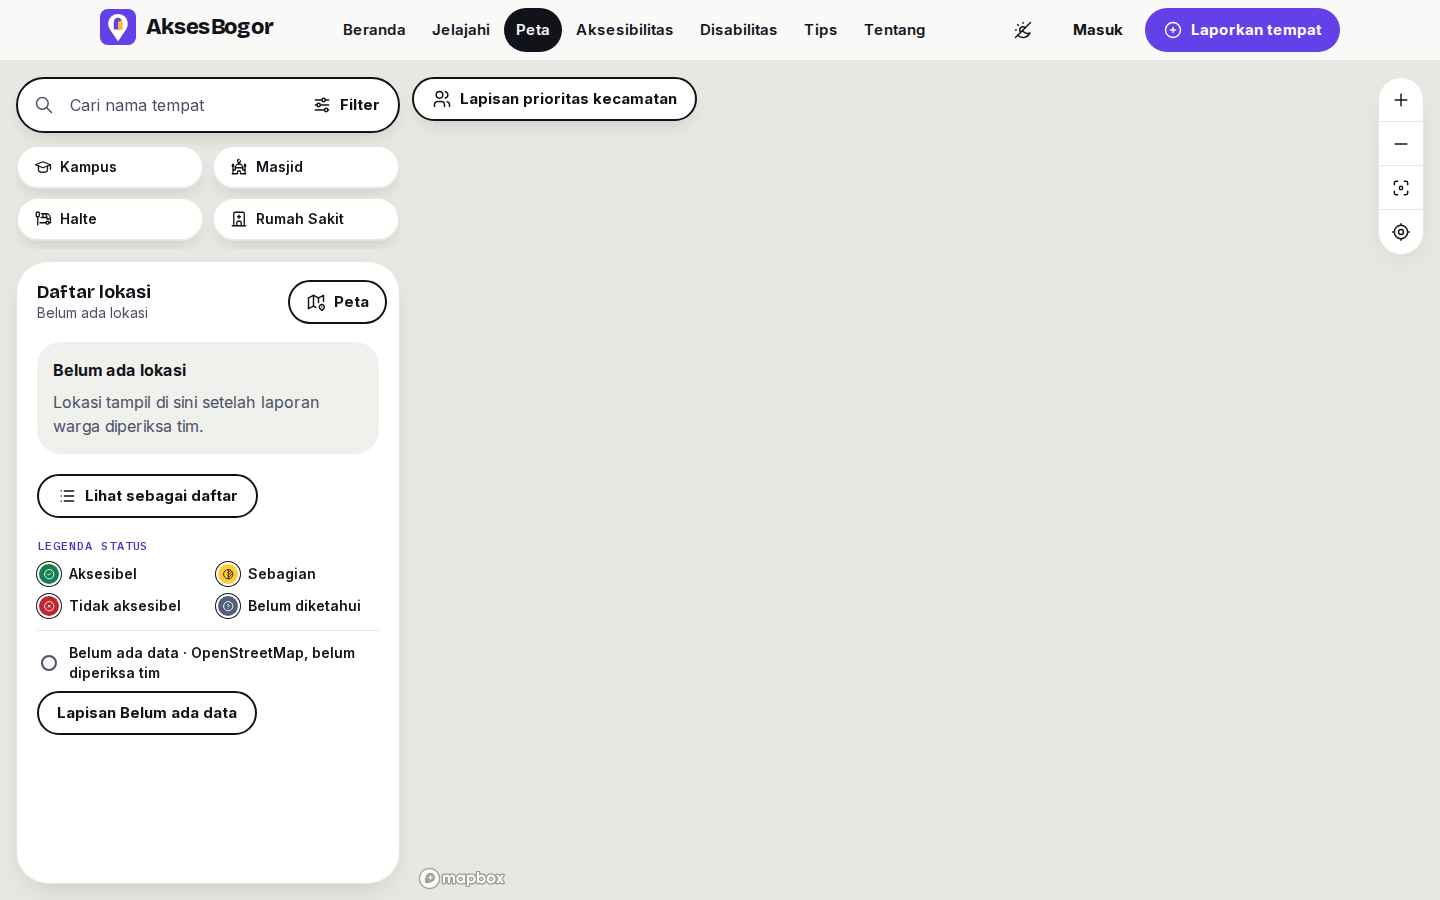 AksesBogor
Beranda
Jelajahi
Peta
Aksesibilitas
Disabilitas
Tips
Tentang
Masuk
Laporkan tempat
Cari nama tempat
Filter
Lapisan prioritas kecamatan
Kampus
Masjid
Halte
Rumah Sakit
Daftar lokasi
Belum ada lokasi
Peta
Belum ada lokasi
Lokasi tampil di sini setelah laporan
warga diperiksa tim.
Lihat sebagai daftar
LEGENDA STATUS
Aksesibel
Sebagian
Tidak aksesibel
Belum diketahui
Belum ada data · OpenStreetMap, belum
diperiksa tim
Lapisan Belum ada data
mapbox